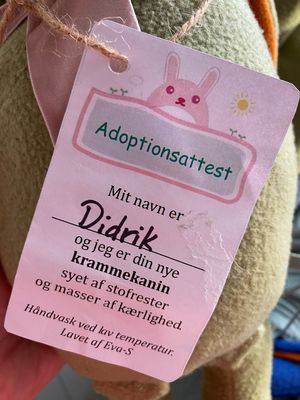 Adoptionsattest
Mit navn er
Didrik
og jeg er din nye
krammekanin
syet af stofrester
og masser af kærlighed.
Håndvask ved lav temperatur.
Lavet af Eva-S